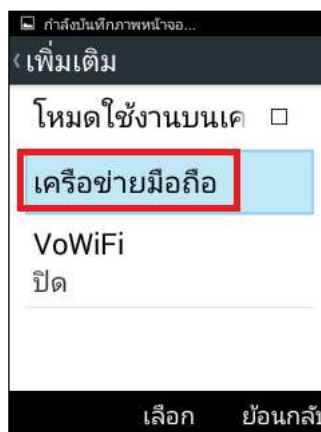 กำลังบันทึกภาพหน้าจอ...
เพิ่มเติม
โหมดใช้งานบนเค
เครือข่ายมือถือ
VoWiFi
ปิด
เลือก ย้อนกลับ